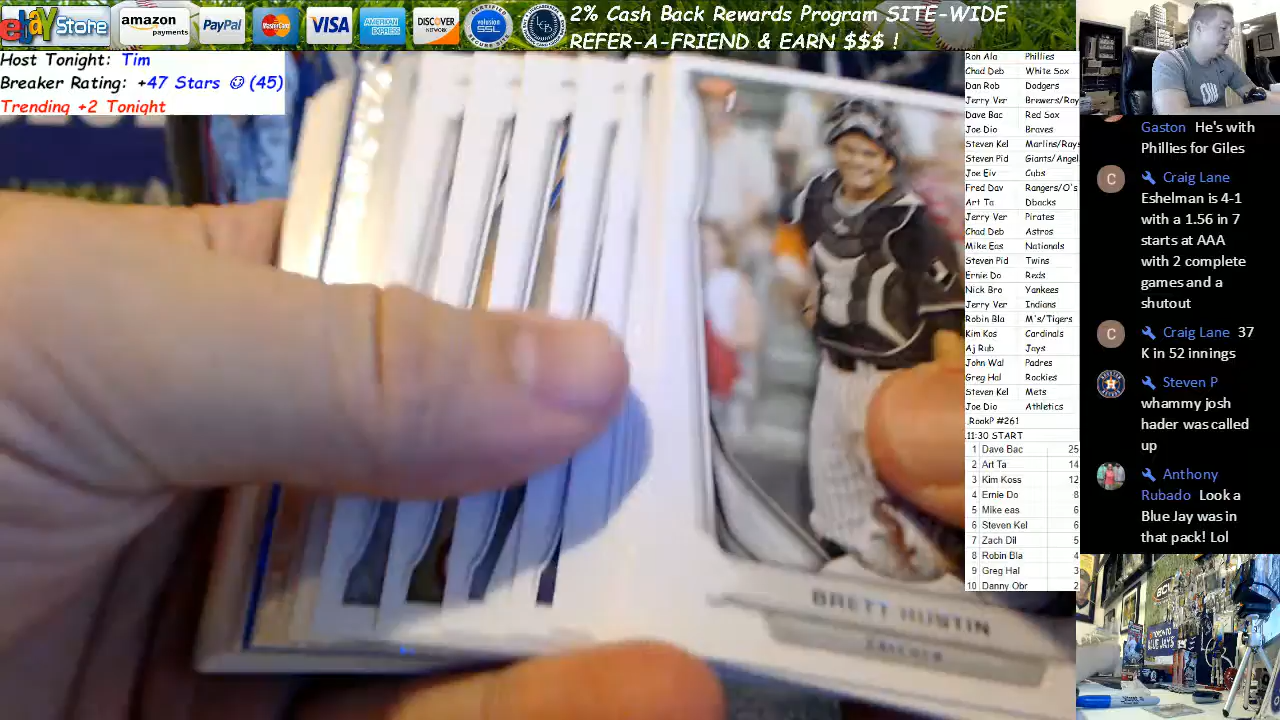 ebay Store
amazon payments
PayPal
MasterCard
VISA
AMERICAN EXPRESS
DISCOVER NETWORK
volusion SSL
2% Cash Back Rewards Program SITE-WIDE
REFER-A-FRIEND & EARN $$$ !
Host Tonight: Tim
Breaker Rating: +47 Stars ☺ (45)
Trending +2 Tonight
Ron Ala Phillies
Chad Deb White Sox
Dan Rob Dodgers
Jerry Ver Brewers/Ray
Dave Bac Red Sox
Joe Dio Braves
Steven Kel Marlins/Rays
Steven Pid Giants/Angel
Joe Eiv Cubs
Fred Dav Rangers/O's
Art Ta Dbacks
Jerry Ver Pirates
Chad Deb Astros
Mike Eas Nationals
Steven Pid Twins
Ernie Do Reds
Nick Bro Yankees
Jerry Ver Indians
Robin Bla M's/Tigers
Kim Kos Cardinals
Aj Rub Jays
John Wal Padres
Greg Hal Rockies
Steven Kel Mets
Joe Dio Athletics
RookP #261
11:30 START
1 Dave Bac 25
2 Art Ta 14
3 Kim Koss 12
4 Ernie Do 8
5 Mike eas 6
6 Steven Kel 6
7 Zach Dil 5
8 Robin Bla 4
9 Greg Hal 3
10 Danny Obr 2
Gaston He's with
Phillies for Giles
C Craig Lane
Eshelman is 4-1
with a 1.56 in 7
starts at AAA
with 2 complete
games and a
shutout
C Craig Lane 37
K in 52 innings
Steven P
whammy josh
hader was called
up
Anthony
Rubado Look a
Blue Jay was in
that pack! Lol
BRETT AUSTIN
CATCHER
TORONTO
BLUE JAYS